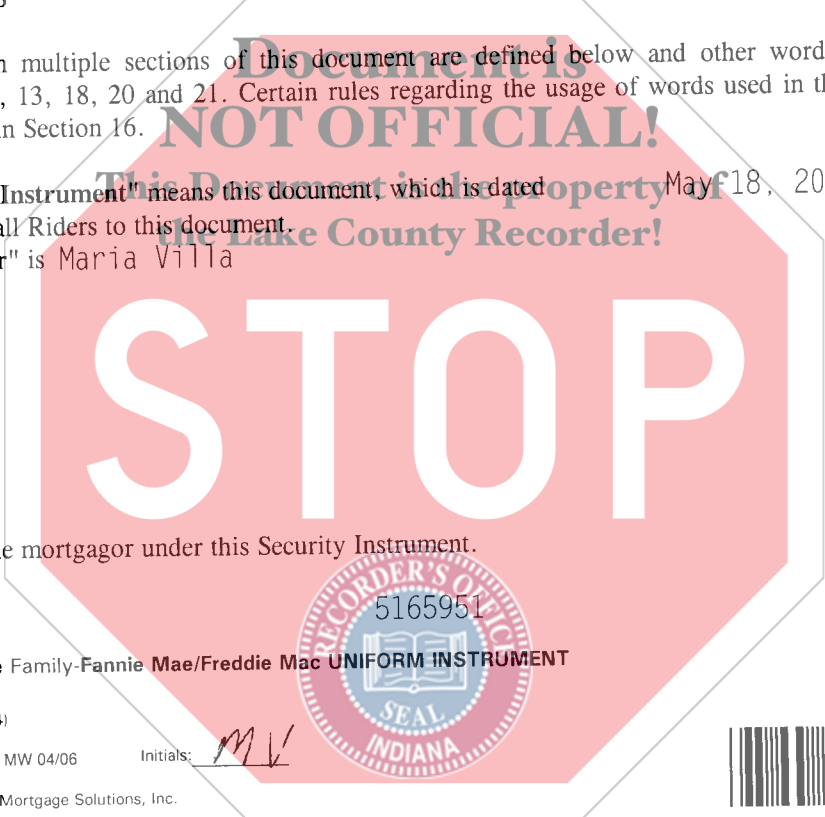 n multiple sections of this document are defined below and other word
, 13, 18, 20 and 21. Certain rules regarding the usage of words used in th
in Section 16.
Document is
NOT OFFICIAL!
This Document is the property of
the Lake County Recorder!
Instrument" means this document, which is dated May 18, 20
all Riders to this document.
r" is Maria Villa
STOP
e mortgagor under this Security Instrument.
5165951
RECORDER'S OFFICE
SEAL
INDIANA
e Family-Fannie Mae/Freddie Mac UNIFORM INSTRUMENT
4)
MW 04/06 Initials: MV
Mortgage Solutions, Inc.